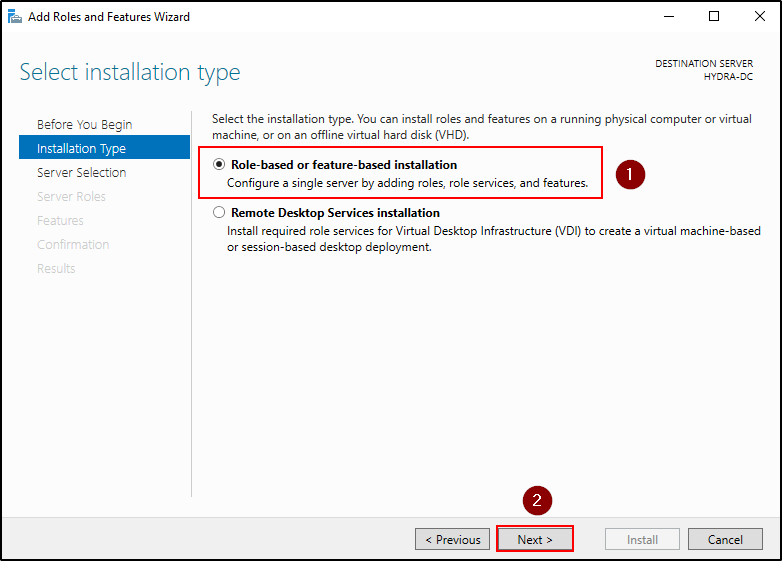 Add Roles and Features Wizard
Select installation type
DESTINATION SERVER
HYDRA-DC
Before You Begin
Installation Type
Server Selection
Server Roles
Features
Confirmation
Results
Select the installation type. You can install roles and features on a running physical computer or virtual
machine, or on an offline virtual hard disk (VHD).
Role-based or feature-based installation
Configure a single server by adding roles, role services, and features.
1
Remote Desktop Services installation
Install required role services for Virtual Desktop Infrastructure (VDI) to create a virtual machine-based
or session-based desktop deployment.
2
< Previous
Next >
Install
Cancel